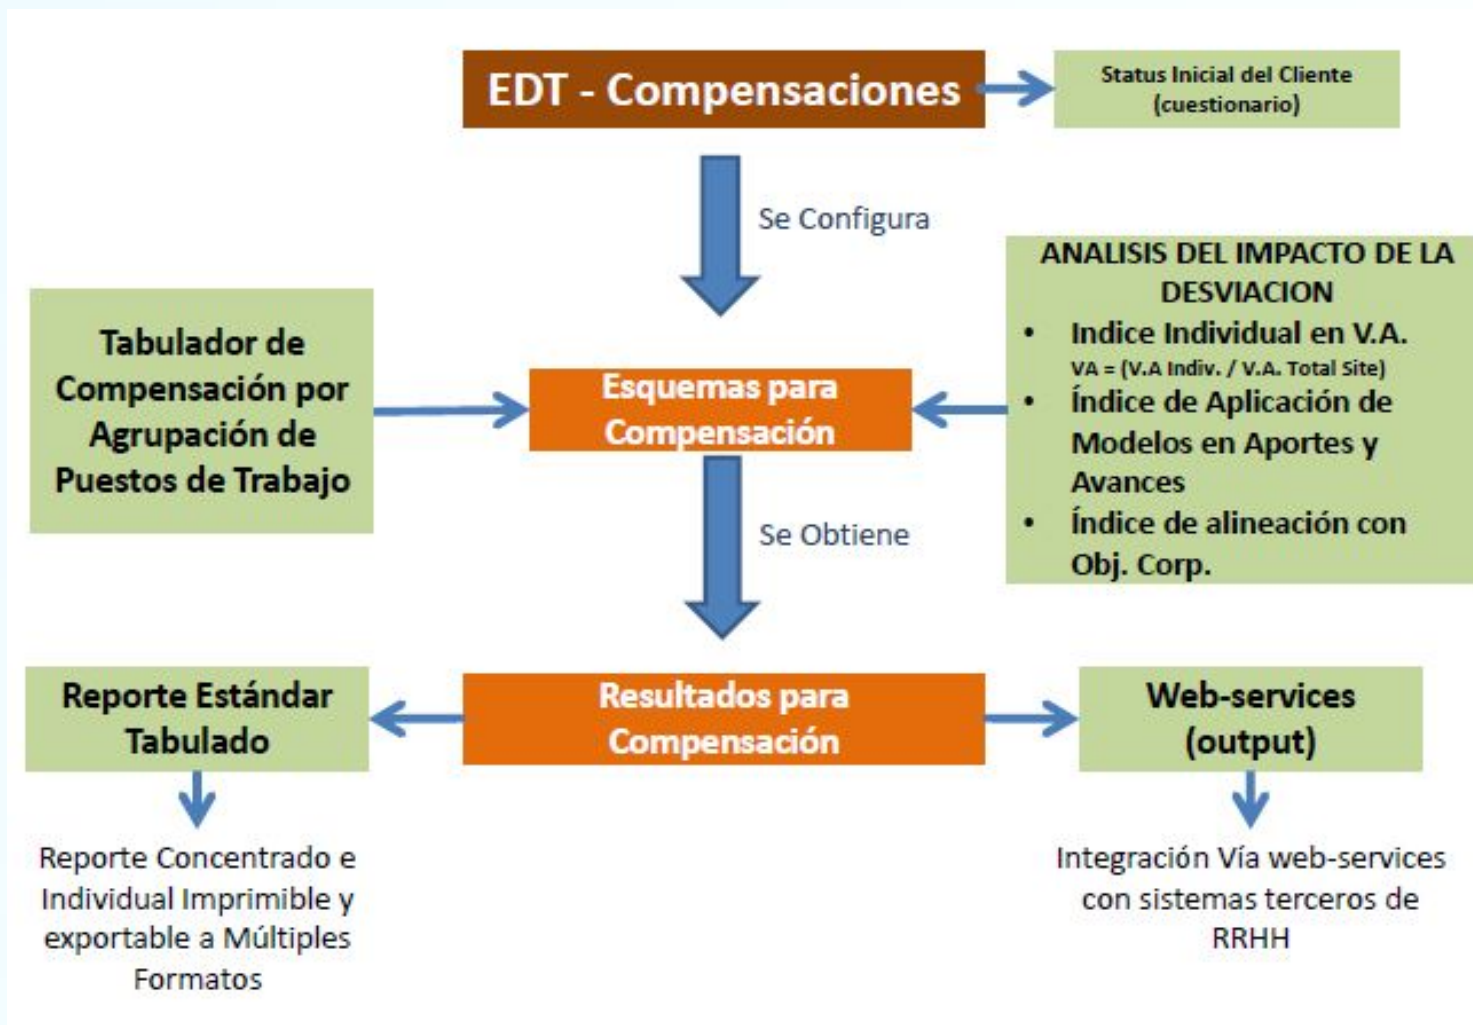 EDT - Compensaciones
Status Inicial del Cliente
(cuestionario)
Se Configura
Tabulador de
Compensación por
Agrupación de
Puestos de Trabajo
Esquemas para
Compensación
ANALISIS DEL IMPACTO DE LA
DESVIACION
• Indice Individual en V.A.
VA = (V.A Indiv. / V.A. Total Site)
• Índice de Aplicación de
Modelos en Aportes y
Avances
• Índice de alineación con
Obj. Corp.
Se Obtiene
Reporte Estándar
Tabulado
Resultados para
Compensación
Web-services
(output)
Reporte Concentrado e
Individual Imprimible y
exportable a Múltiples
Formatos
Integración Vía web-services
con sistemas terceros de
RRHH